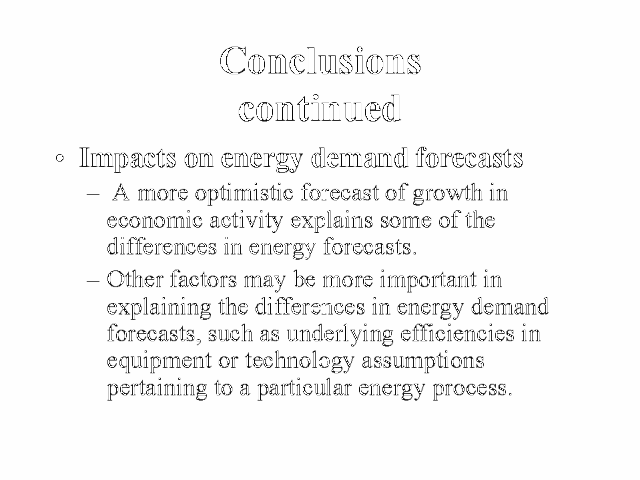 Conclusions
continued
• Impacts on energy demand forecasts
– A more optimistic forecast of growth in
economic activity explains some of the
differences in energy forecasts.
– Other factors may be more important in
explaining the differences in energy demand
forecasts, such as underlying efficiencies in
equipment or technology assumptions
pertaining to a particular energy process.